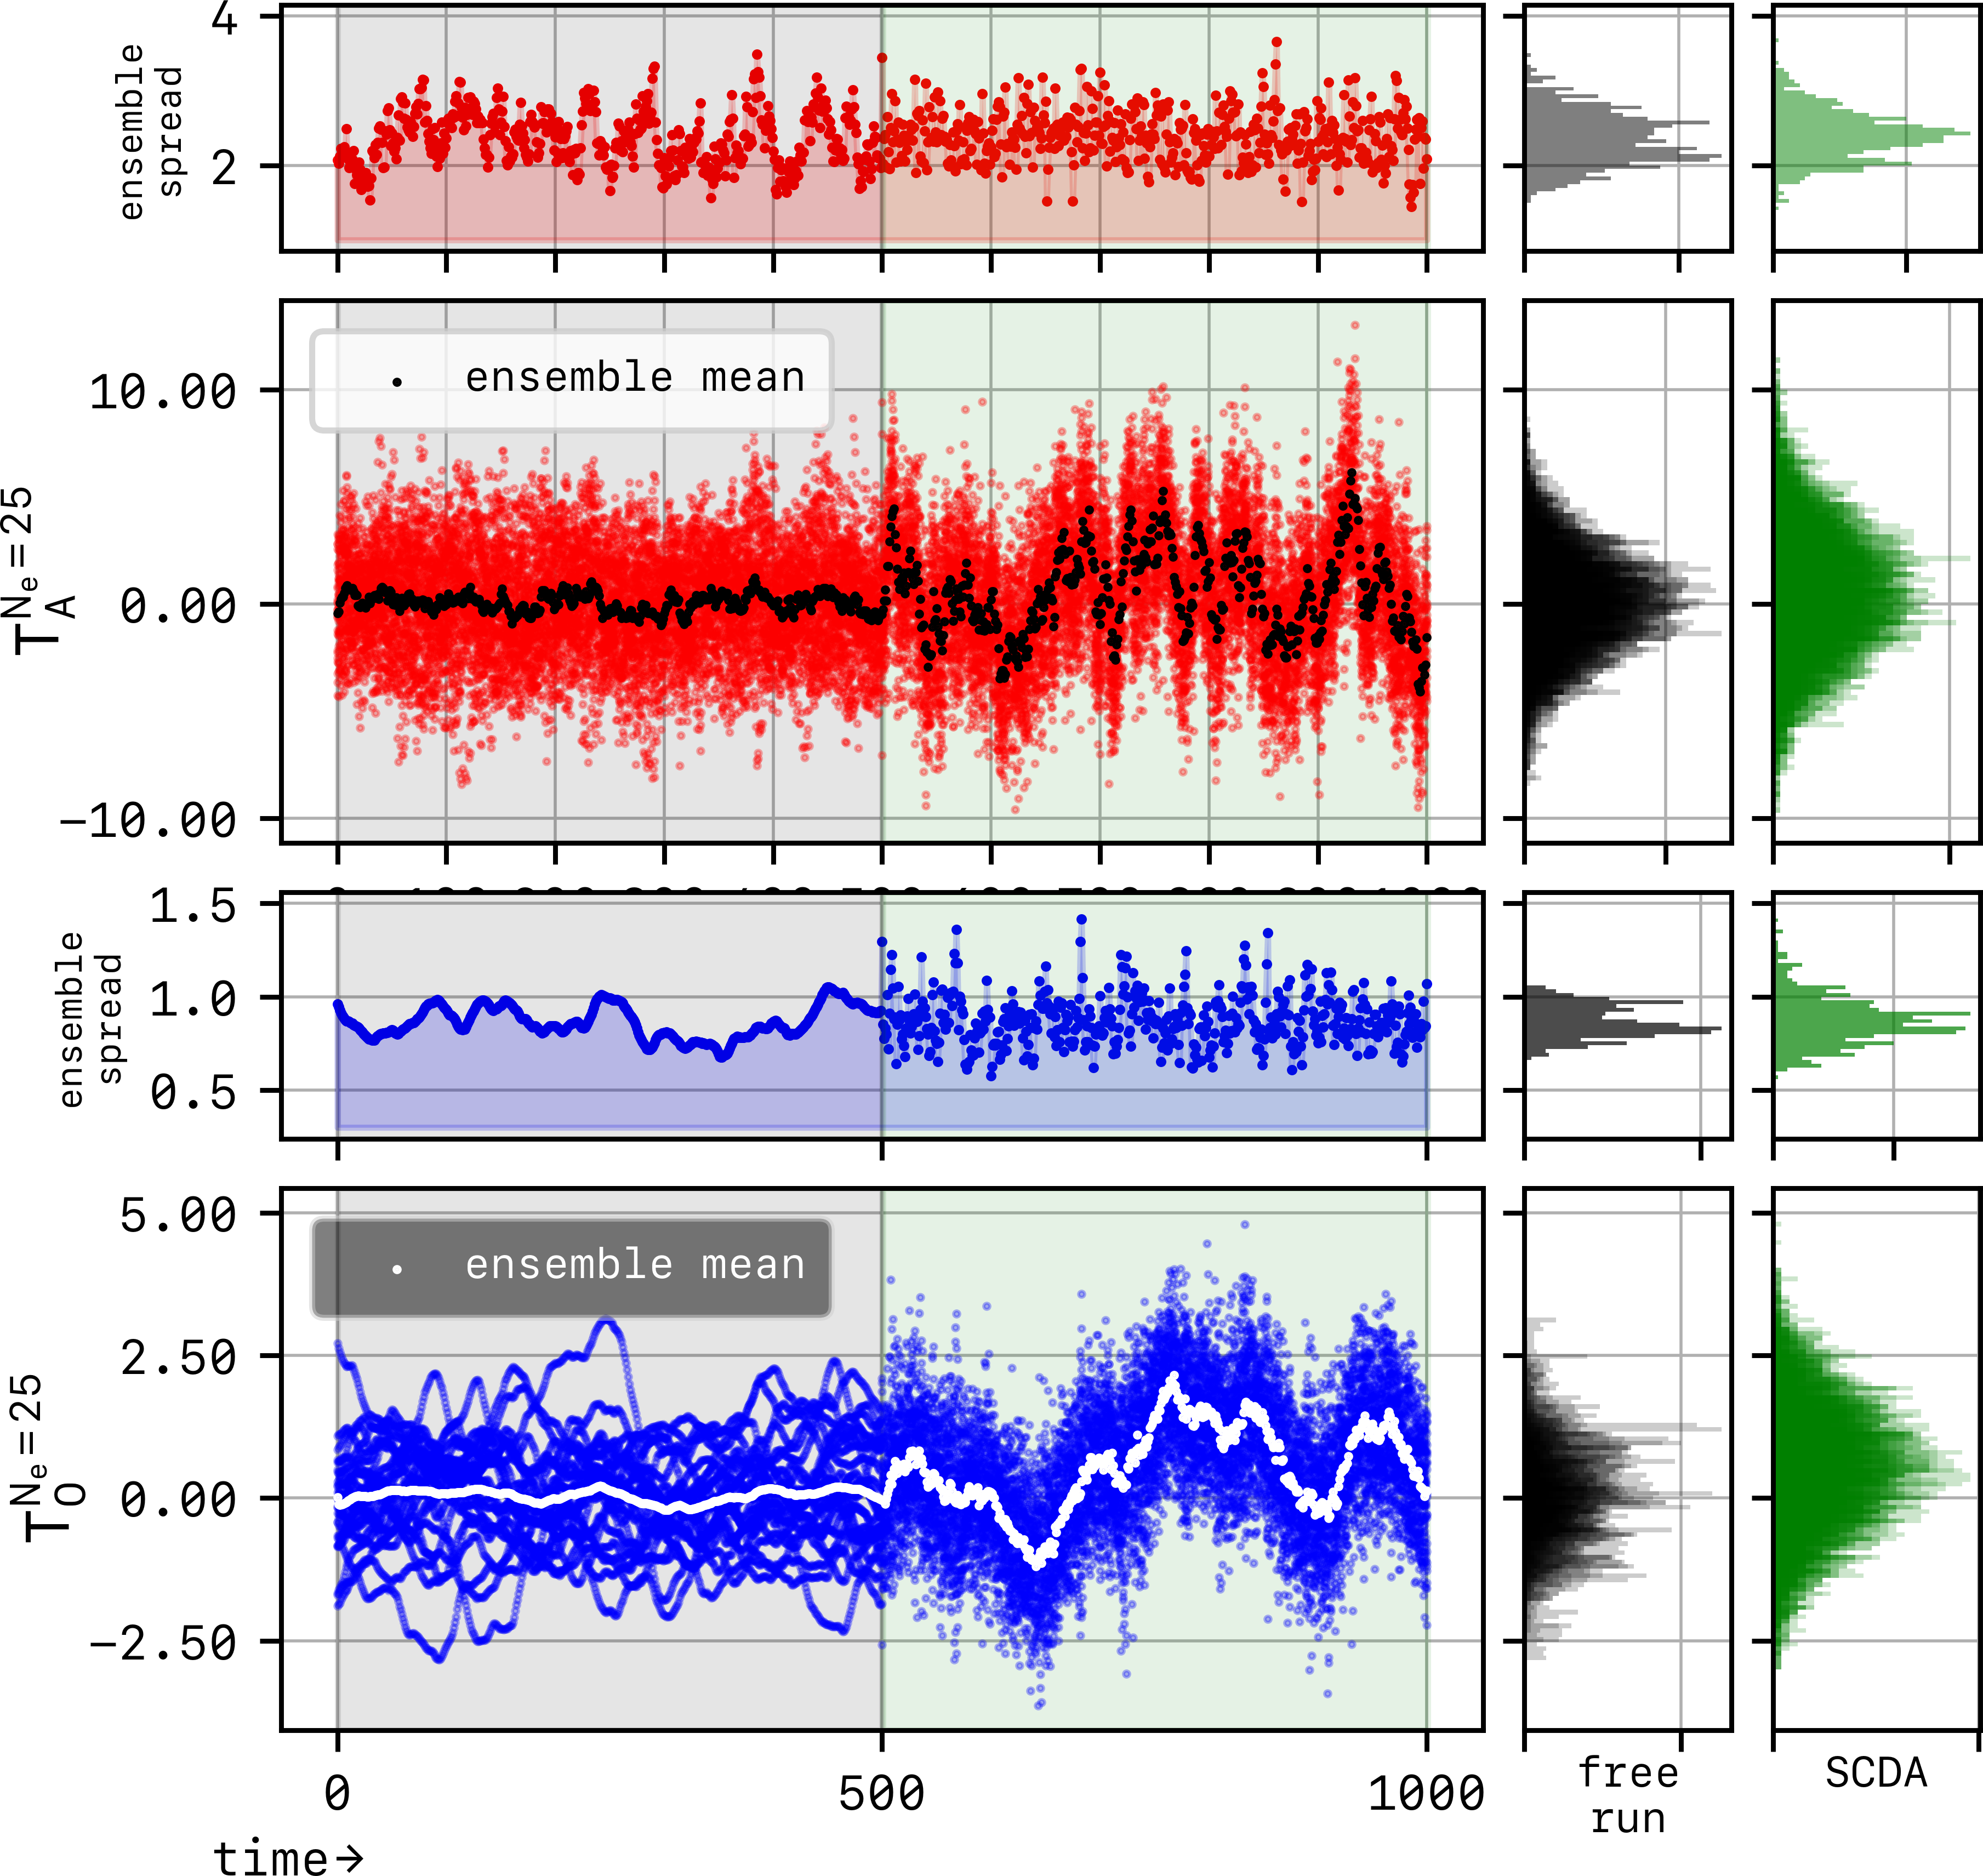 ensemble
spread
4
2
ensemble mean
T_A^{N_e=25}
10.00
0.00
−10.00
ensemble
spread
1.5
1.0
0.5
ensemble mean
T_O^{N_e=25}
5.00
2.50
0.00
−2.50
0 500 1000
time→
free
run
SCDA